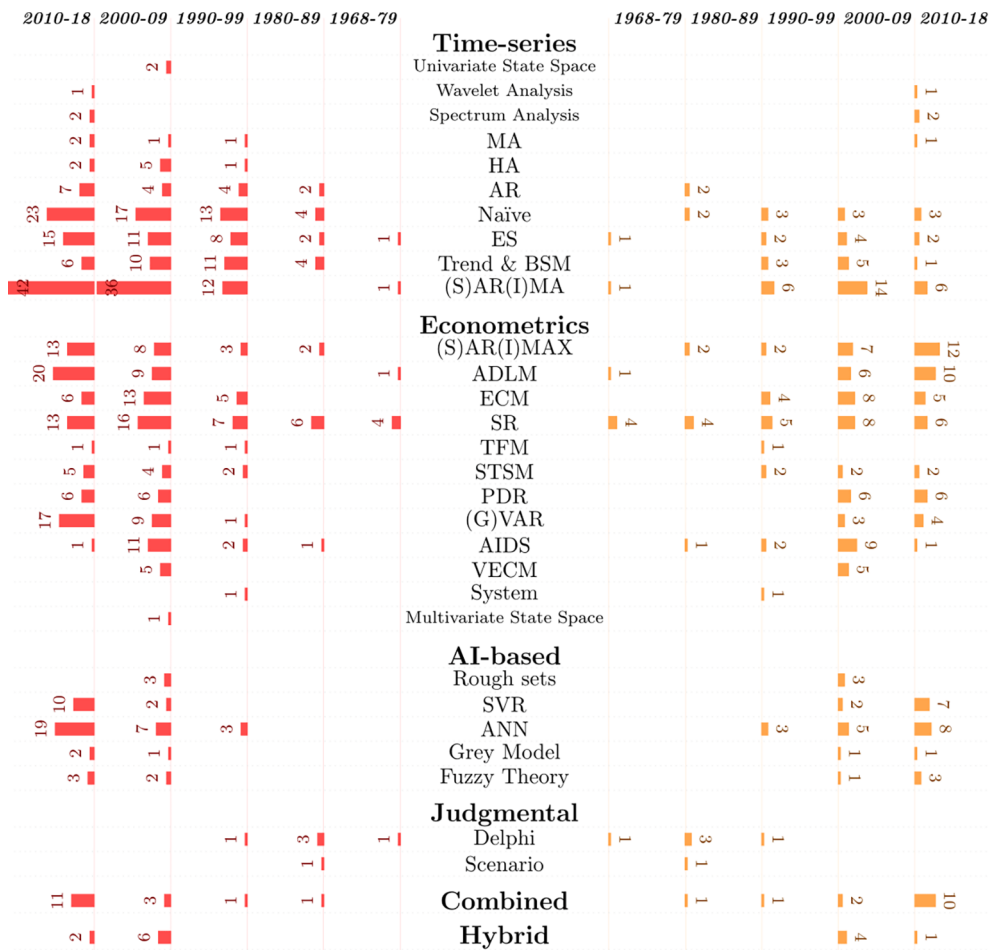 2010-18 2000-09 1990-99 1980-89 1968-79 1968-79 1980-89 1990-99 2000-09 2010-18
Time-series
2 Univariate State Space
1 Wavelet Analysis 1
2 Spectrum Analysis 2
2 1 1 MA 1
2 5 1 HA
7 4 4 2 AR 2
23 17 13 4 Naïve 2 3 3 3
15 11 8 2 1 ES 1 2 4 2
6 10 11 4 Trend & BSM 3 5 1
42 36 12 1 (S)AR(I)MA 1 6 14 6
Econometrics
13 8 3 2 (S)AR(I)MAX 2 2 7 12
20 9 1 ADLM 1 6 10
6 13 5 ECM 4 8 5
13 16 7 6 4 SR 4 4 5 8 6
1 1 1 TFM 1
5 4 2 STSM 2 2 2
6 6 PDR 6 6
17 9 1 (G)VAR 3 4
1 11 2 1 AIDS 1 2 9 1
5 VECM 5
1 System 1
1 Multivariate State Space
AI-based
3 Rough sets 3
10 2 SVR 2 7
19 7 3 ANN 3 5 8
2 1 Grey Model 1 1
3 2 Fuzzy Theory 1 3
Judgmental
1 3 1 Delphi 1 3 1
1 Scenario 1
11 3 1 1 Combined 1 1 2 10
2 6 Hybrid 4 1